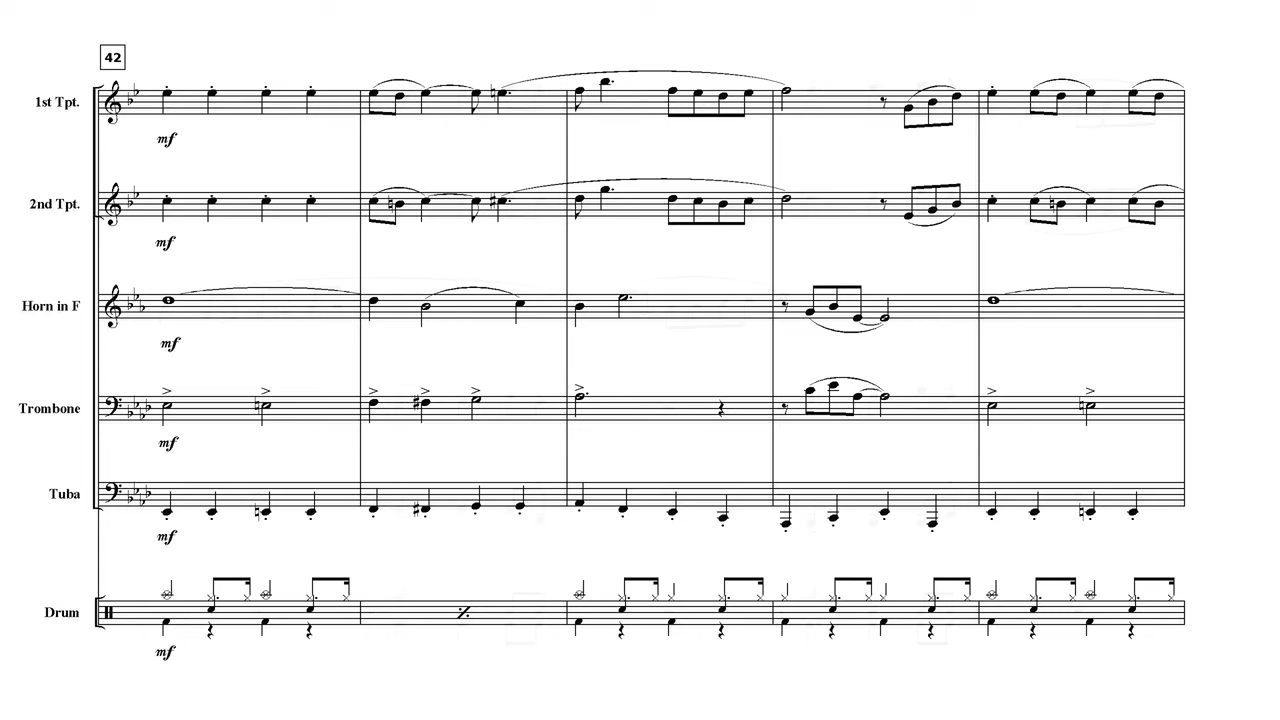 42
1st Tpt.
mf
2nd Tpt.
mf
Horn in F
mf
Trombone
mf
Tuba
mf
Drum
mf